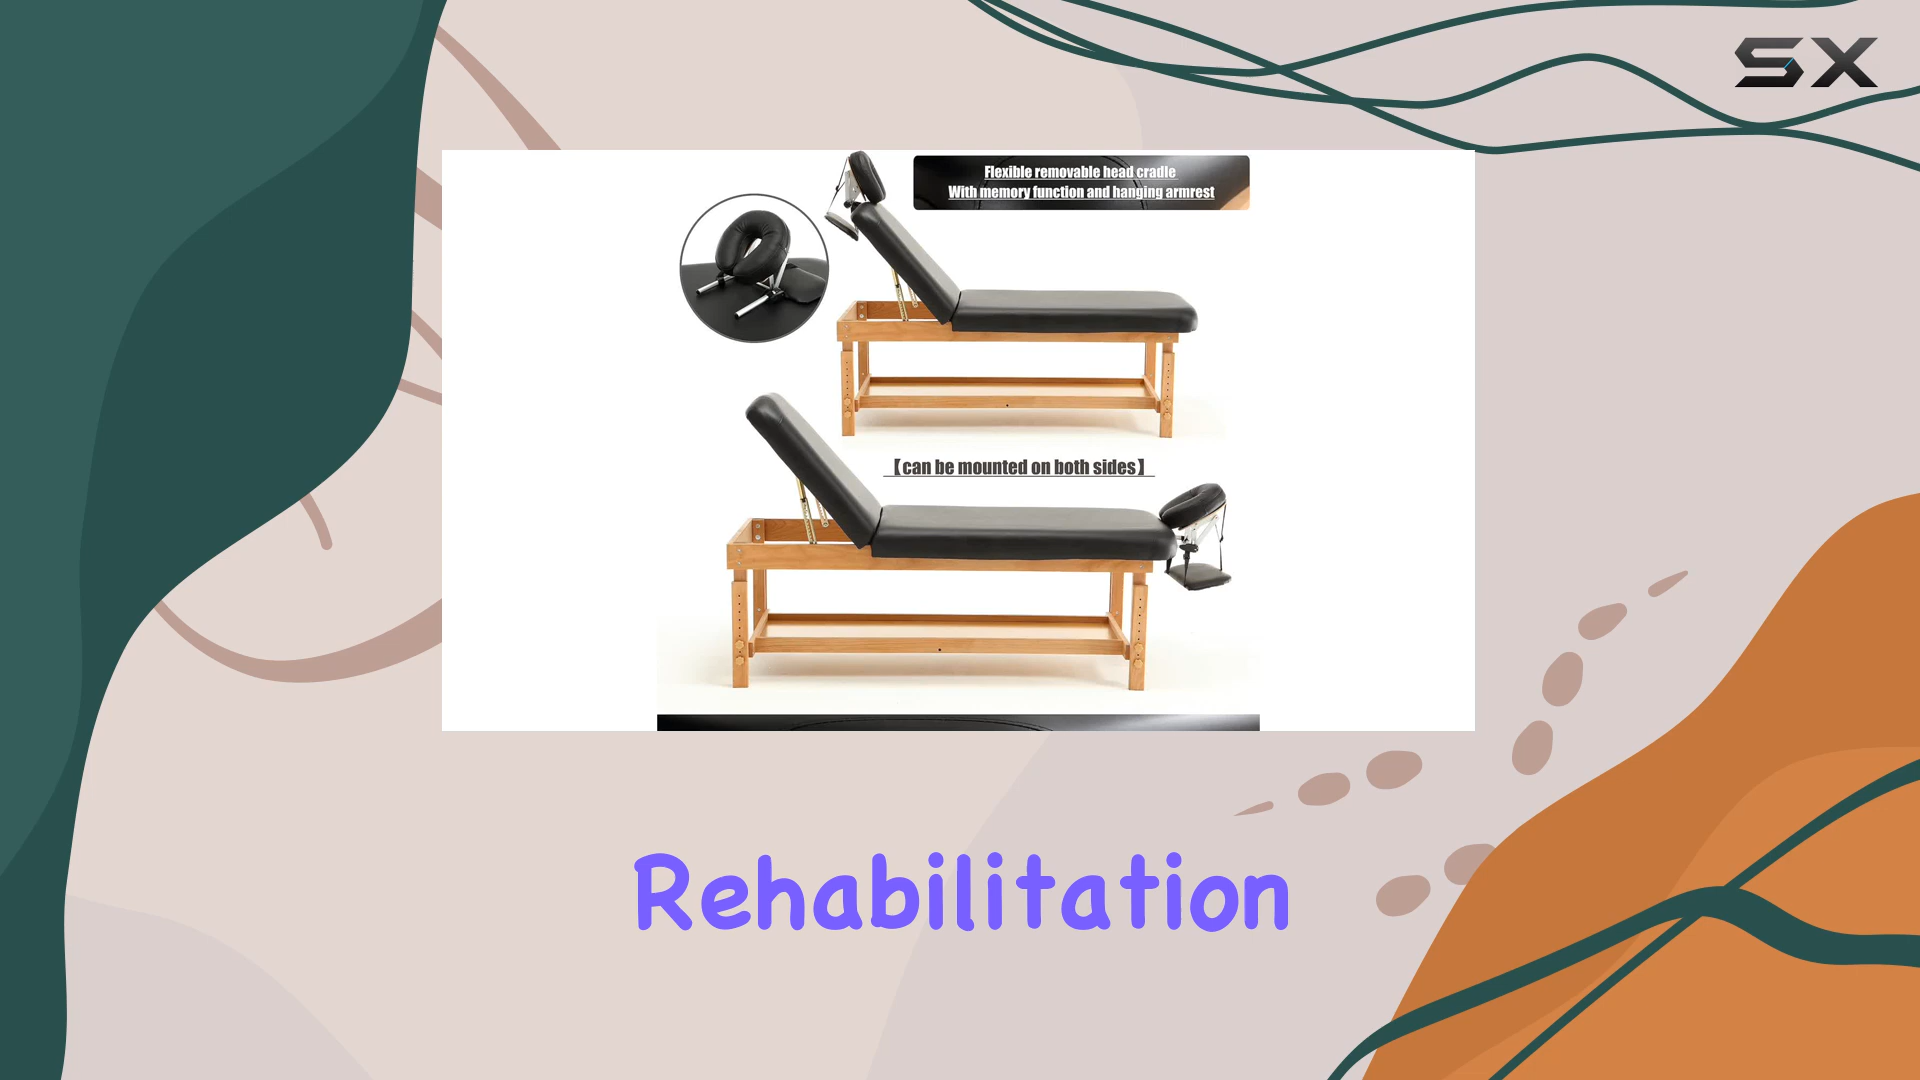 SX
Flexible removable head cradle
With memory function and hanging armrest
【can be mounted on both sides】
Rehabilitation